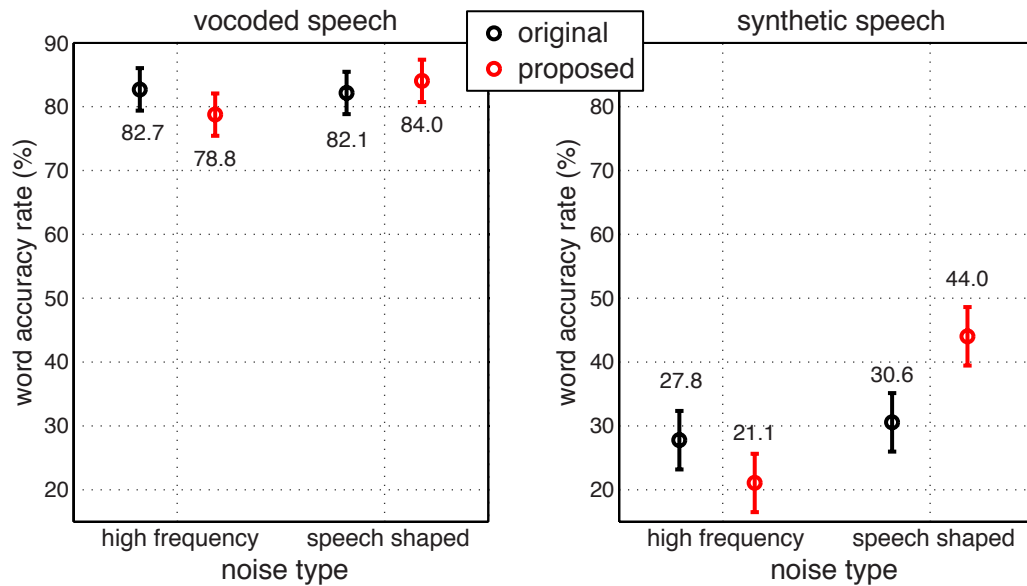 vocoded speech
synthetic speech
original
proposed
word accuracy rate (%)
90
80
70
60
50
40
30
20
82.7
78.8
82.1
84.0
high frequency
speech shaped
noise type
word accuracy rate (%)
90
80
70
60
50
40
30
20
27.8
21.1
30.6
44.0
high frequency
speech shaped
noise type